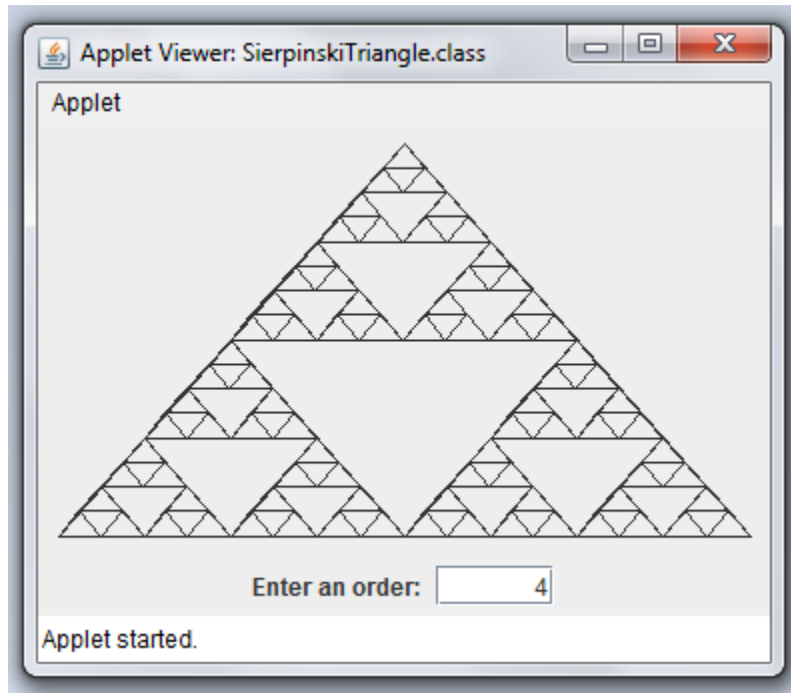 Applet Viewer: SierpinskiTriangle.class
Applet
Enter an order: 4
Applet started.